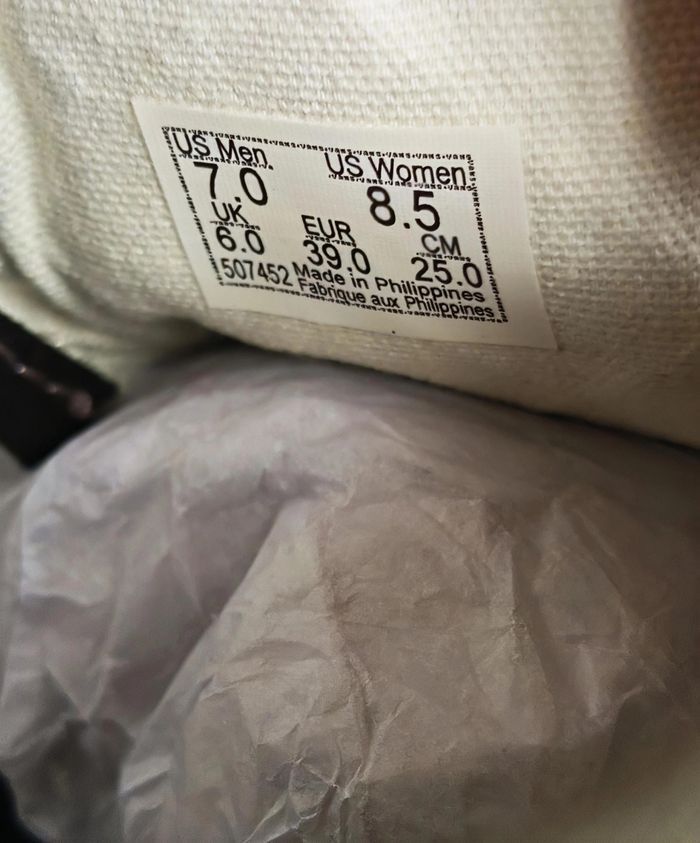 US Men US Women
7.0 8.5
UK EUR CM
6.0 39.0 25.0
507452 Made in Philippines
Fabrique aux Philippines